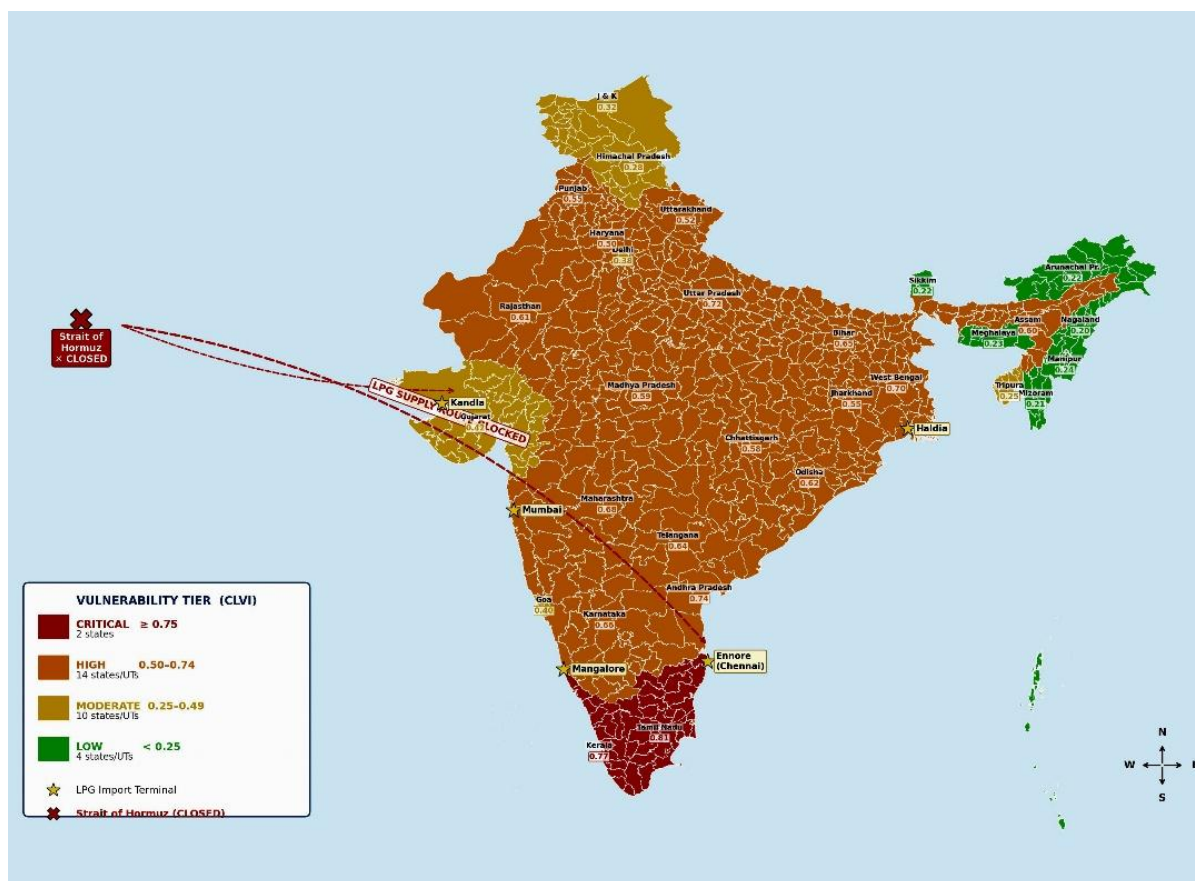 J & K
0.32
Himachal Pradesh
0.28
Punjab
0.55
Uttarakhand
0.52
Haryana
0.50
Delhi
0.38
Sikkim
0.22
Arunachal Pr.
0.22
Rajasthan
0.61
Uttar Pradesh
0.72
Bihar
Assam
0.60
Nagaland
0.20
Meghalaya
0.23
Manipur
0.24
Tripura
0.25
Mizoram
0.21
Strait of
Hormuz
× CLOSED
LPG SUPPLY ROUTE BLOCKED
Kandla
Gujarat
Madhya Pradesh
0.59
Jharkhand
0.55
West Bengal
0.70
Haldia
Chhattisgarh
0.58
Odisha
0.62
Maharashtra
0.68
Mumbai
Telangana
0.64
Andhra Pradesh
0.74
Goa
0.40
Karnataka
0.66
Mangalore
Ennore
(Chennai)
Tamil Nadu
0.81
Kerala
0.77
VULNERABILITY TIER (CLVI)
CRITICAL ≥ 0.75
2 states
HIGH 0.50–0.74
14 states/UTs
MODERATE 0.25–0.49
10 states/UTs
LOW < 0.25
4 states/UTs
LPG Import Terminal
Strait of Hormuz (CLOSED)
N
W
S